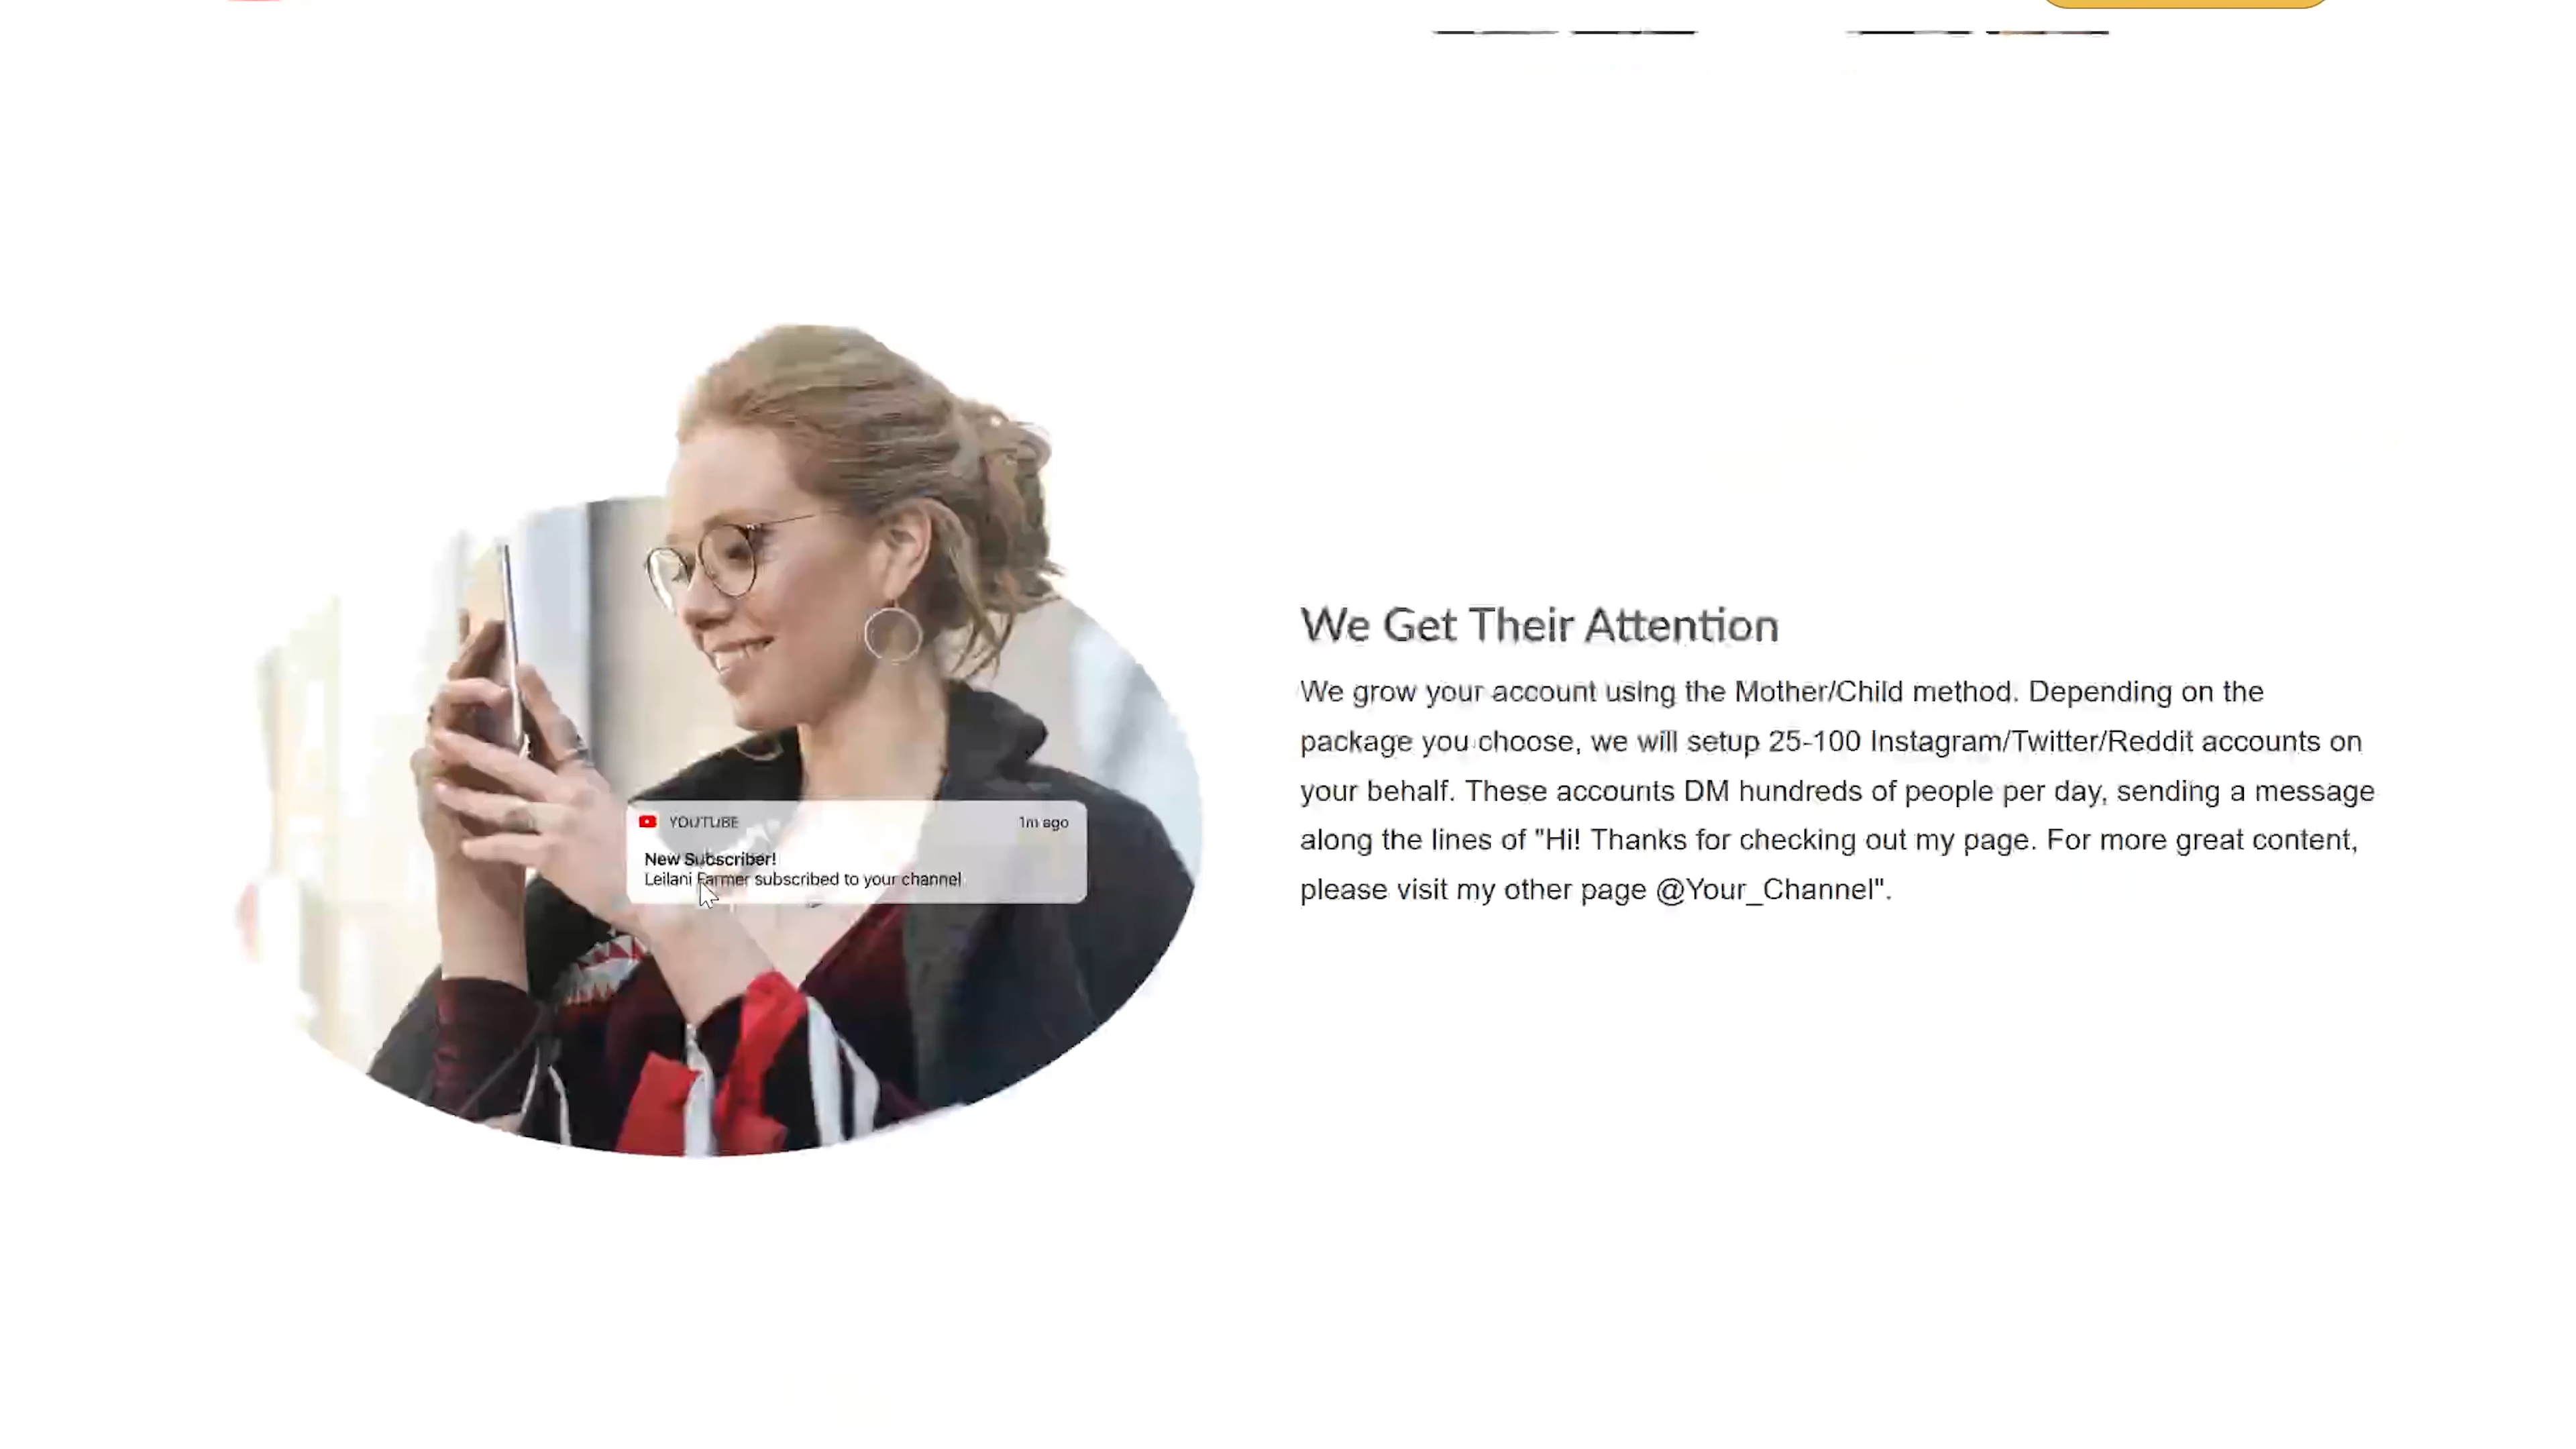 We Get Their Attention
We grow your account using the Mother/Child method. Depending on the
package you choose, we will setup 25-100 Instagram/Twitter/Reddit accounts on
your behalf. These accounts DM hundreds of people per day, sending a message
along the lines of "Hi! Thanks for checking out my page. For more great content,
please visit my other page @Your_Channel".
YOUTUBE 1m ago
New Subscriber!
Leilani Farmer subscribed to your channel